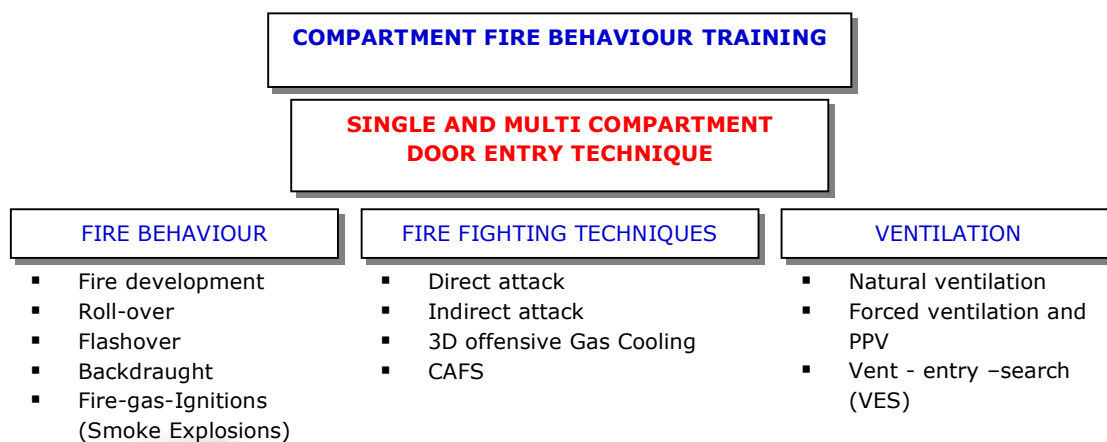 COMPARTMENT FIRE BEHAVIOUR TRAINING
SINGLE AND MULTI COMPARTMENT
DOOR ENTRY TECHNIQUE
FIRE BEHAVIOUR
▪ Fire development
▪ Roll-over
▪ Flashover
▪ Backdraught
▪ Fire-gas-Ignitions
(Smoke Explosions)
FIRE FIGHTING TECHNIQUES
▪ Direct attack
▪ Indirect attack
▪ 3D offensive Gas Cooling
▪ CAFS
VENTILATION
▪ Natural ventilation
▪ Forced ventilation and
PPV
▪ Vent - entry –search
(VES)